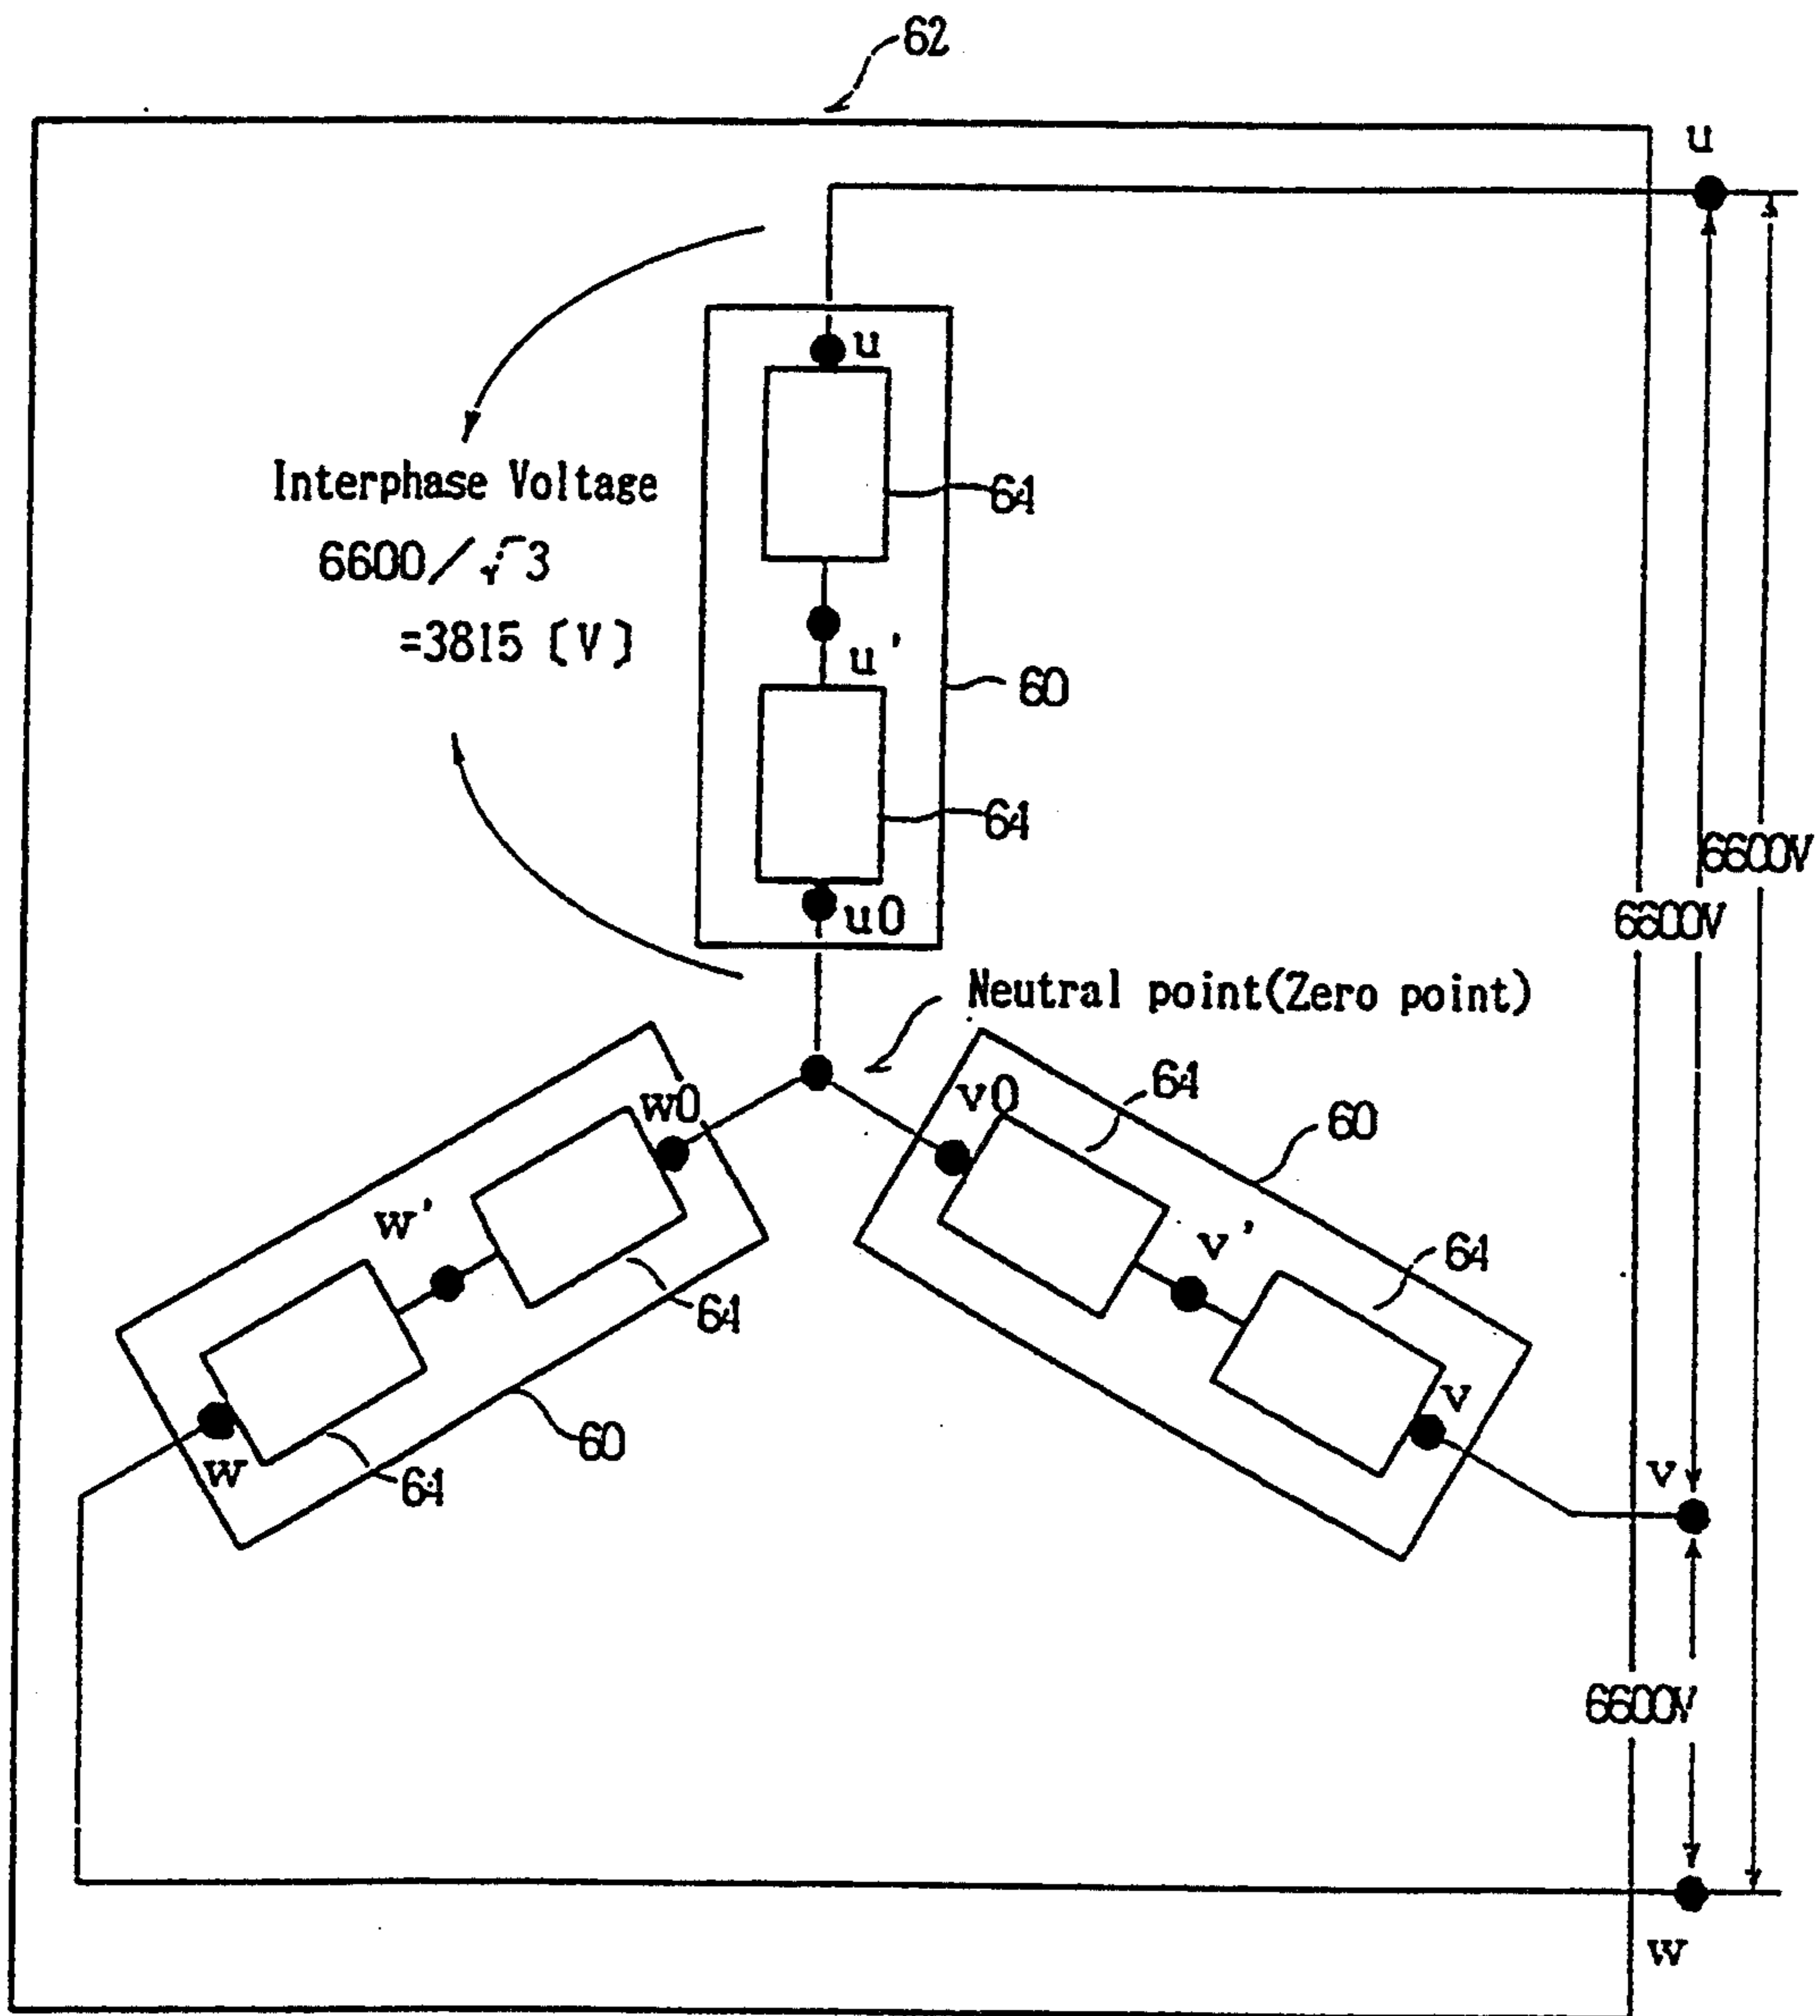 62
u
u
Interphase Voltage
64
6600/√3
=3815 [V]
u'
60
64
6600V
u0
6600V
Neutral point(Zero point)
64
w0
v0
60
w'
v'
64
64
v
60
w
64
v
6600V
w